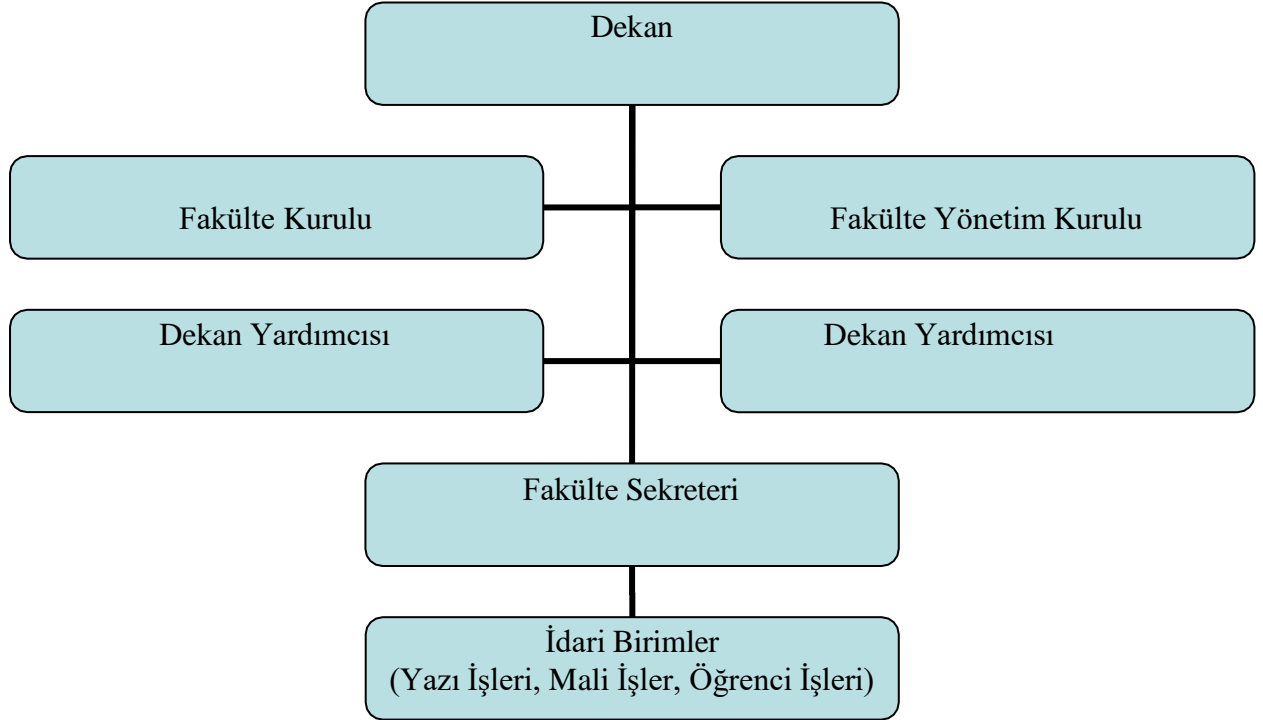 Dekan
Fakülte Kurulu
Fakülte Yönetim Kurulu
Dekan Yardımcısı
Dekan Yardımcısı
Fakülte Sekreteri
İdari Birimler
(Yazı İşleri, Mali İşler, Öğrenci İşleri)